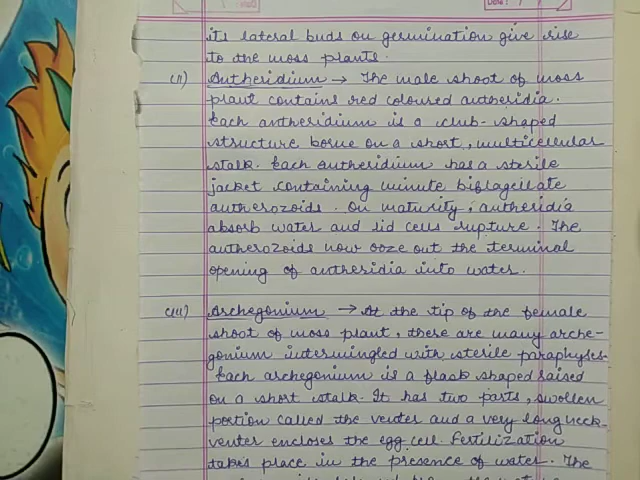 Date:
its lateral buds on germination give rise
to the moss plants.
(ii) Antheridium → The male shoot of moss
plant contains red coloured antheridia.
Each antheridium is a club-shaped
structure borne on a short, multicellular
stalk. Each antheridium has a sterile
jacket containing minute biflagellate
antherozoids. On maturity, antheridia
absorb water and lid cells rupture. The
antherozoids now ooze out the terminal
opening of antheridia into water.
(iii) Archegonium → At the tip of the female
shoot of moss plant, there are many arche-
gonium intermingled with sterile paraphyses.
Each archegonium is a flask shaped raised
on a short stalk. It has two parts, swollen
portion called the venter and a very long neck.
venter encloses the egg cell. Fertilization
takes place in the presence of water. The